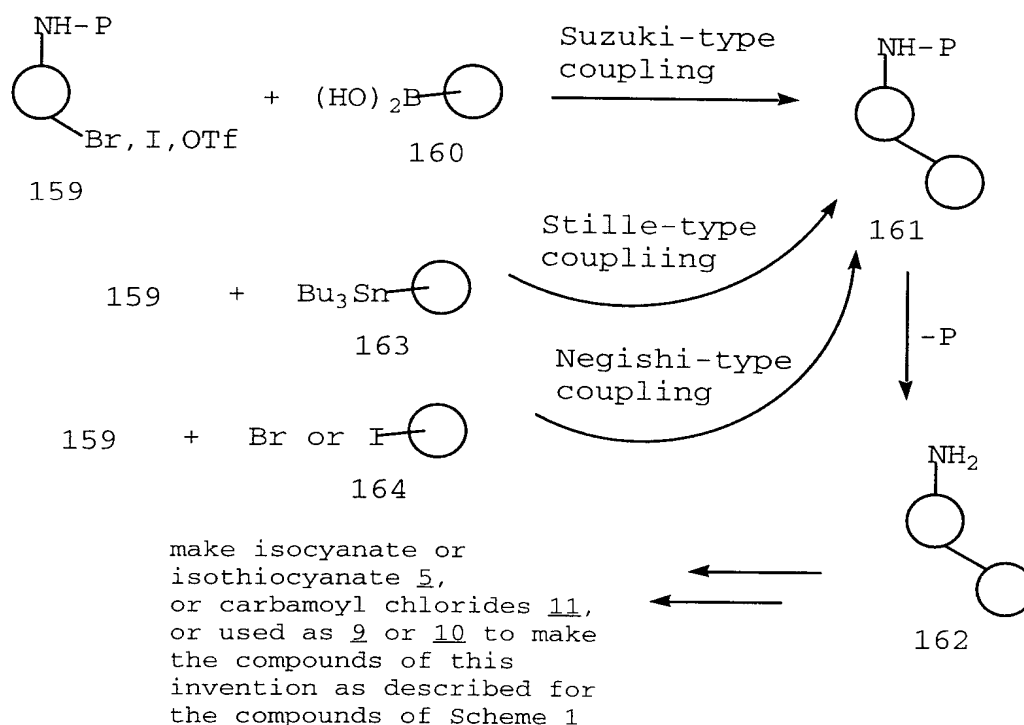 NH-P
Br, I, OTf
159
+
(HO)₂B
160
Suzuki-type
coupling
NH-P
161
159
+
Bu₃Sn
163
Stille-type
coupliing
159
+
Br or I
164
Negishi-type
coupling
-P
NH₂
162
make isocyanate or
isothiocyanate 5,
or carbamoyl chlorides 11,
or used as 9 or 10 to make
the compounds of this
invention as described for
the compounds of Scheme 1